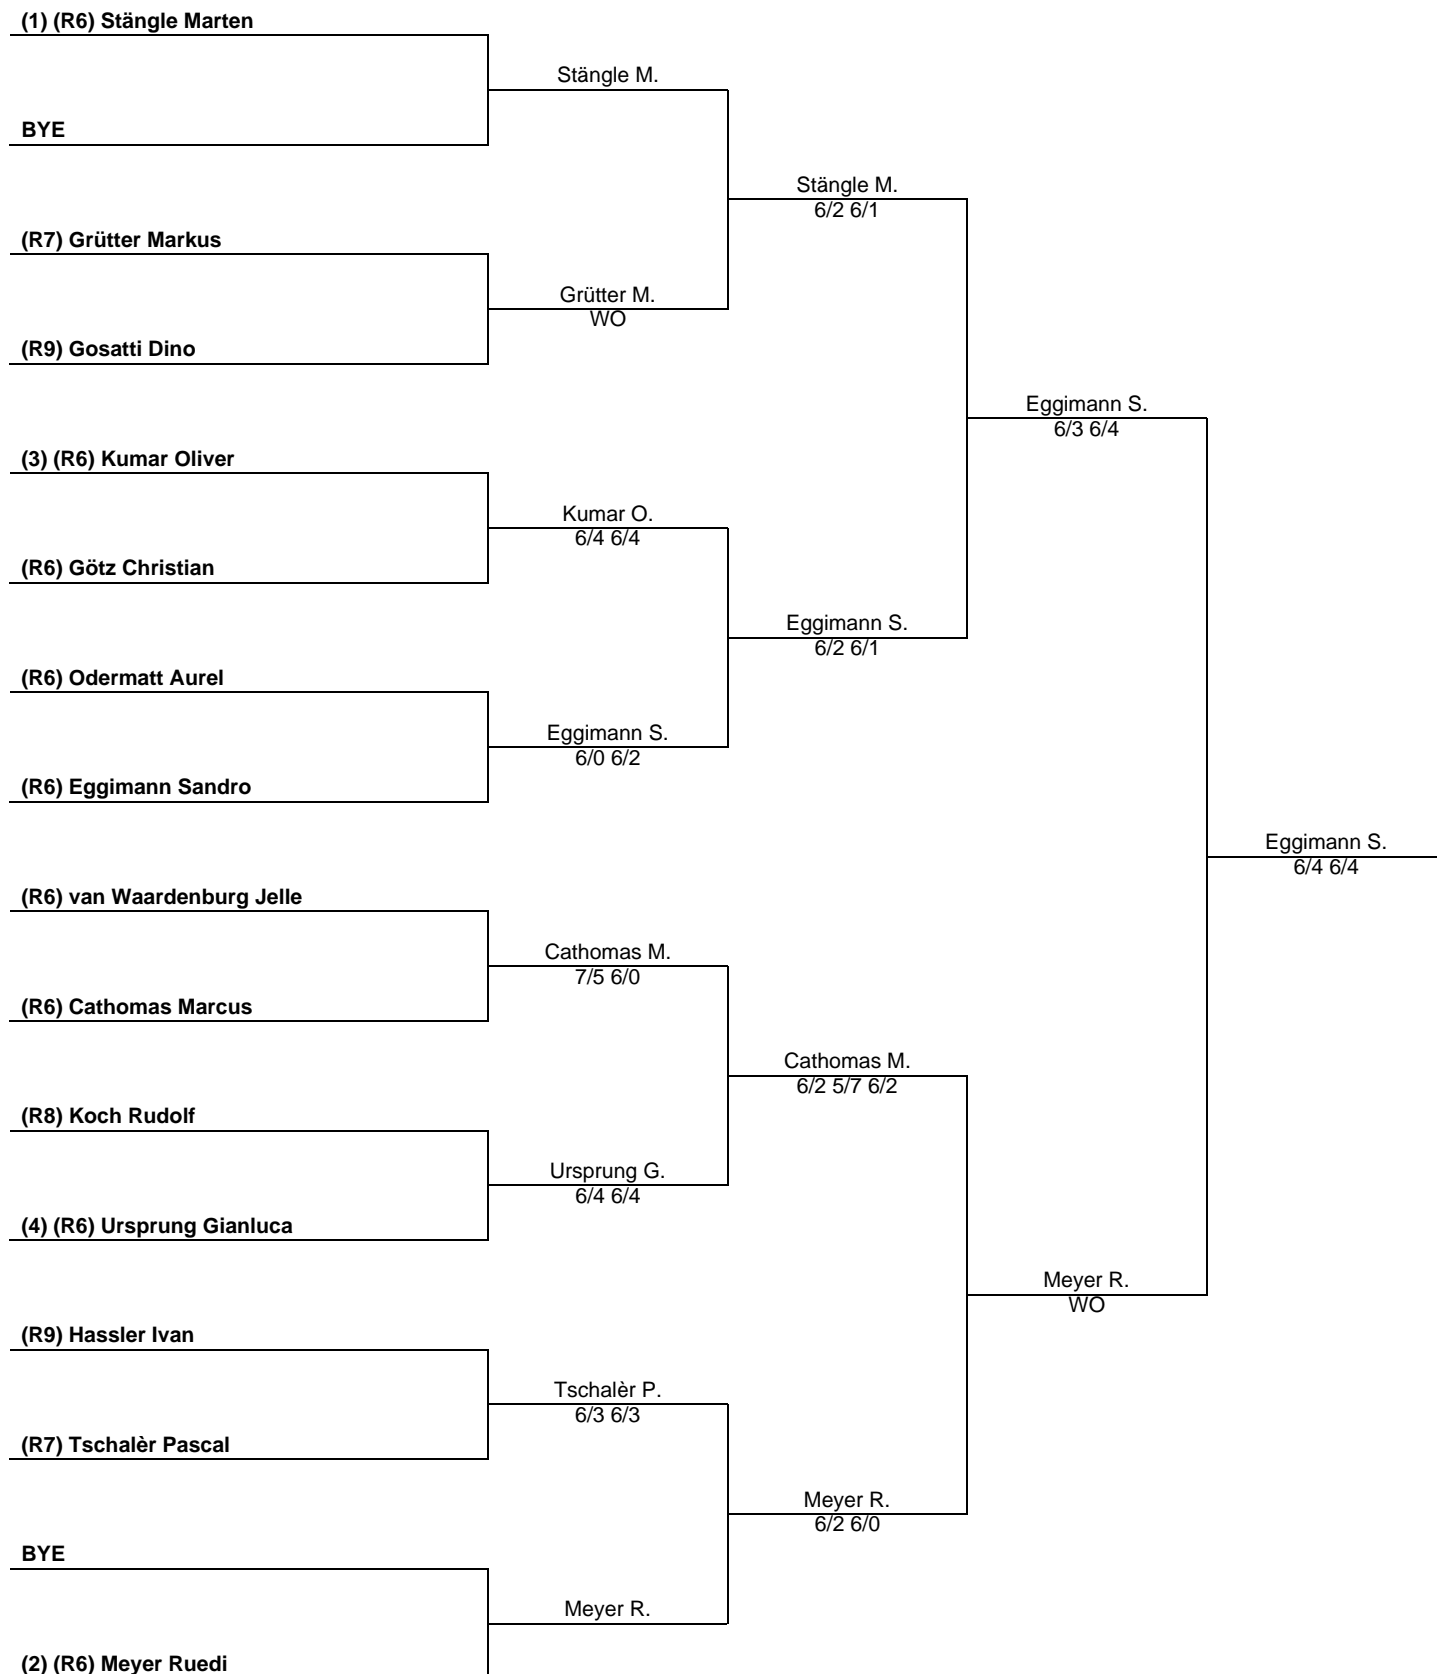 (1) (R6) Stängle Marten
Stängle M.
BYE
Stängle M.
6/2 6/1
(R7) Grütter Markus
Grütter M.
WO
(R9) Gosatti Dino
Eggimann S.
6/3 6/4
(3) (R6) Kumar Oliver
Kumar O.
6/4 6/4
(R6) Götz Christian
Eggimann S.
6/2 6/1
(R6) Odermatt Aurel
Eggimann S.
6/0 6/2
(R6) Eggimann Sandro
Eggimann S.
6/4 6/4
(R6) van Waardenburg Jelle
Cathomas M.
7/5 6/0
(R6) Cathomas Marcus
Cathomas M.
6/2 5/7 6/2
(R8) Koch Rudolf
Ursprung G.
6/4 6/4
(4) (R6) Ursprung Gianluca
Meyer R.
WO
(R9) Hassler Ivan
Tschalèr P.
6/3 6/3
(R7) Tschalèr Pascal
Meyer R.
6/2 6/0
BYE
Meyer R.
(2) (R6) Meyer Ruedi